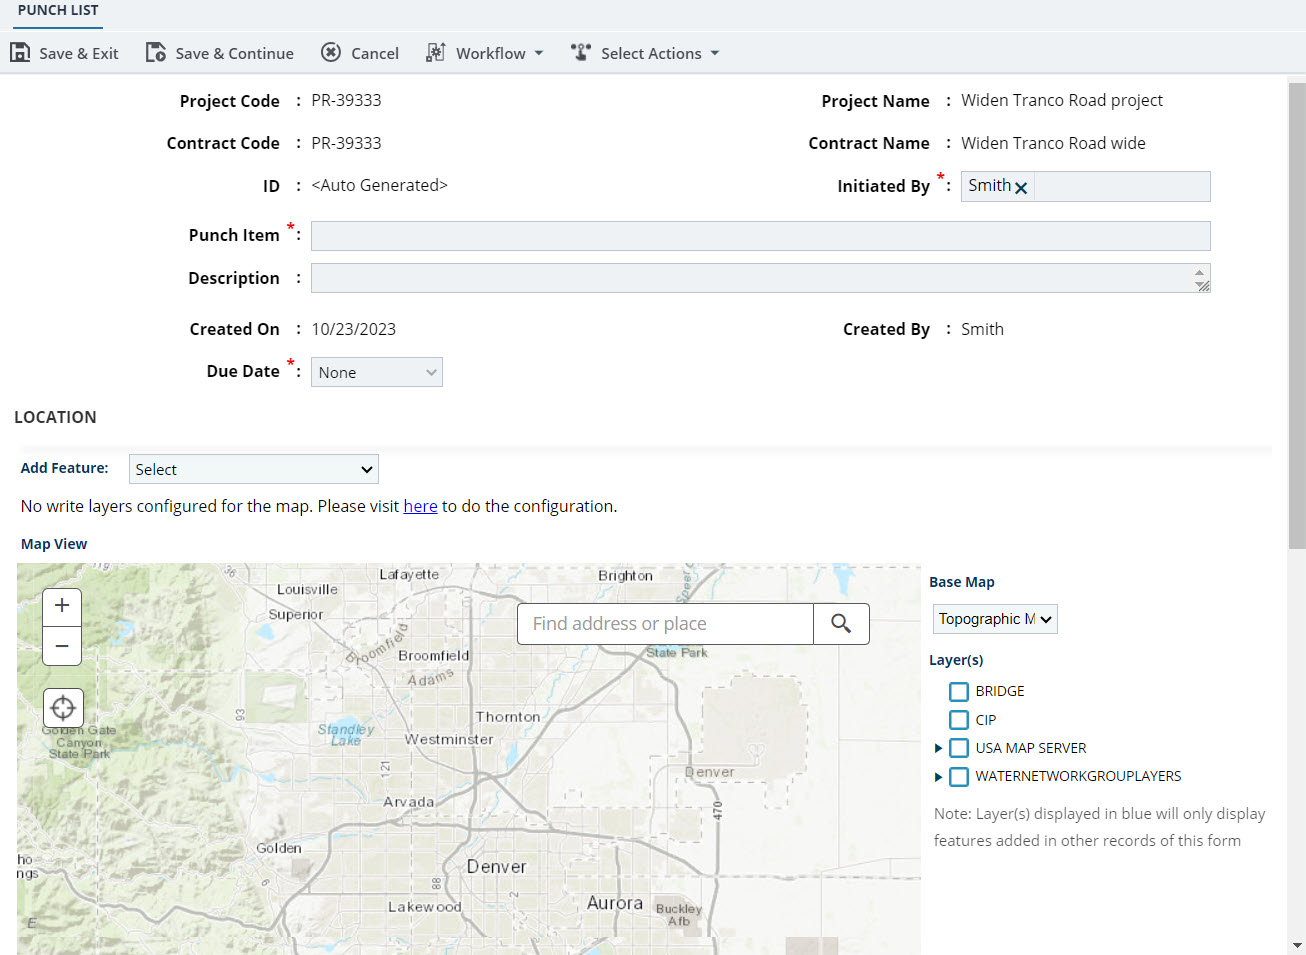 PUNCH LIST
Save & Exit Save & Continue Cancel Workflow Select Actions
Project Code : PR-39333 Project Name : Widen Tranco Road project
Contract Code : PR-39333 Contract Name : Widen Tranco Road wide
ID : <Auto Generated> Initiated By *: Smith
Punch Item *:
Description :
Created On : 10/23/2023 Created By : Smith
Due Date *: None
LOCATION
Add Feature: Select
No write layers configured for the map. Please visit here to do the configuration.
Map View
Base Map
Topographic M
Layer(s)
BRIDGE
CIP
USA MAP SERVER
WATERNETWORKGROUPLAYERS
Note: Layer(s) displayed in blue will only display
features added in other records of this form
Find address or place
36
Lafayette
Brighton
Louisville
Superior
Broomfield
Broomfield
State Park
Adams
93
Thornton
Standley
Lake
Westminster
Golden Gate
Canyon
State Park
121
Denver
Arvada
470
Golden
ho
ngs
Denver
6
88
2
Lakewood
Aurora
Buckley
Afb
E